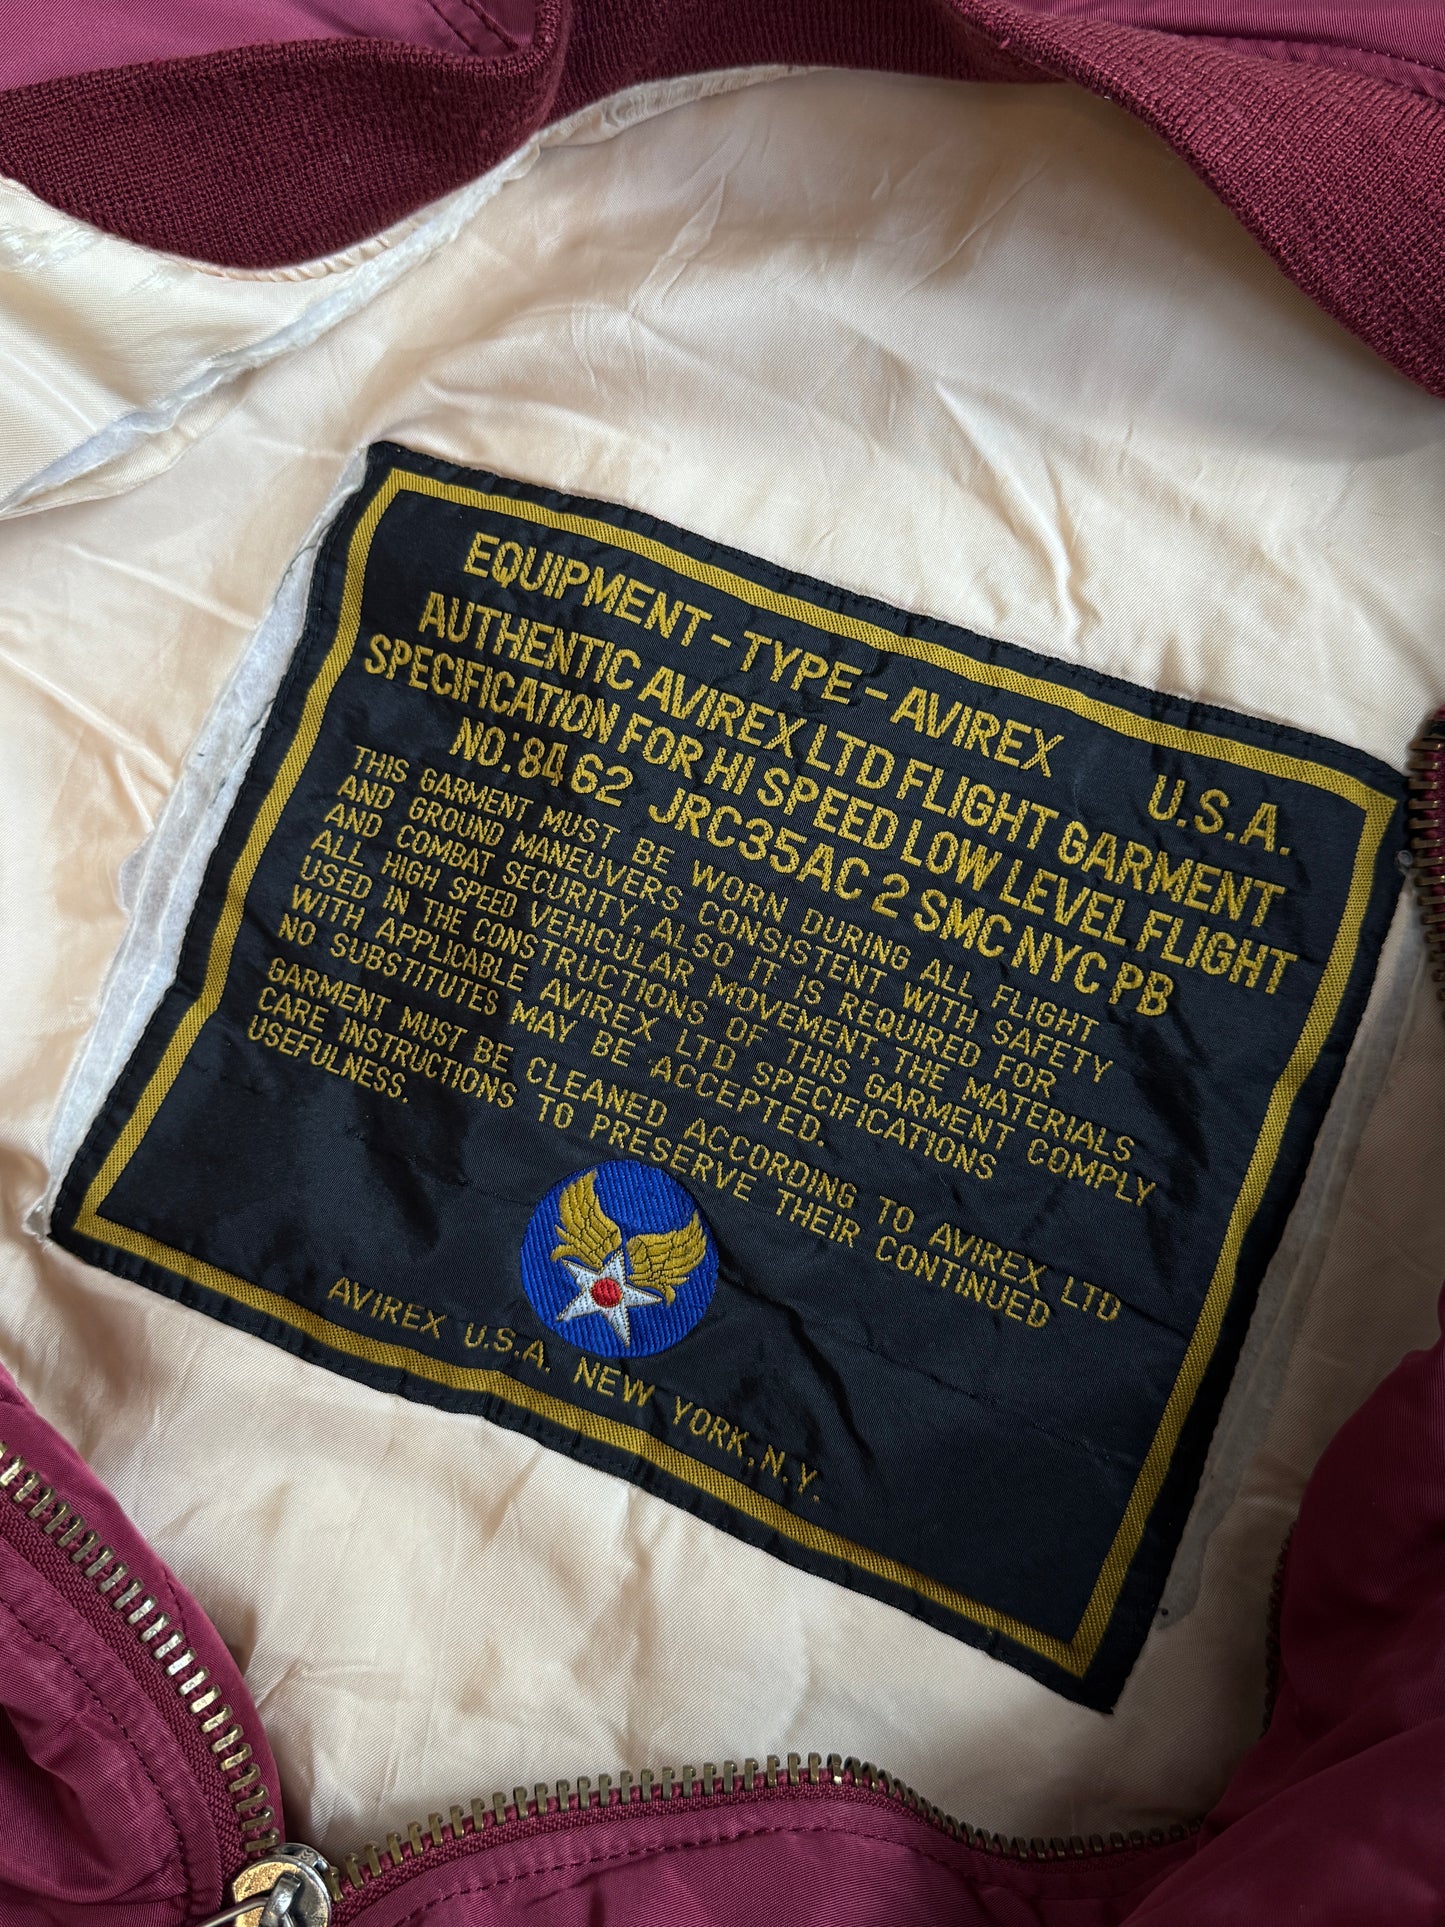 EQUIPMENT-TYPE-AVIREX U.S.A.
AUTHENTIC AVIREX LTD FLIGHT GARMENT
SPECIFICATION FOR HI SPEED LOW LEVEL FLIGHT
NO:84 62 JRC35AC 2 SMC NYC PB
THIS GARMENT MUST BE WORN DURING ALL FLIGHT
AND GROUND MANEUVERS CONSISTENT WITH SAFETY
AND COMBAT SECURITY, ALSO IT IS REQUIRED FOR
ALL HIGH SPEED VEHICULAR MOVEMENT, THE MATERIALS
USED IN THE CONSTRUCTIONS OF THIS GARMENT COMPLY
WITH APPLICABLE AVIREX LTD SPECIFICATIONS
NO SUBSTITUTES MAY BE ACCEPTED.
GARMENT MUST BE CLEANED ACCORDING TO AVIREX LTD
CARE INSTRUCTIONS TO PRESERVE THEIR CONTINUED
USEFULNESS.
AVIREX U.S.A. NEW YORK, N.Y.